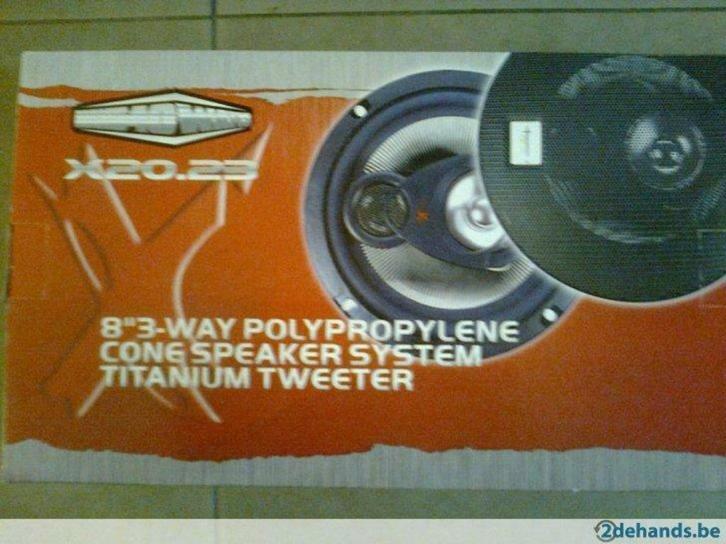 X20.23
8"3-WAY POLYPROPYLENE
CONE SPEAKER SYSTEM
TITANIUM TWEETER
2dehands.be